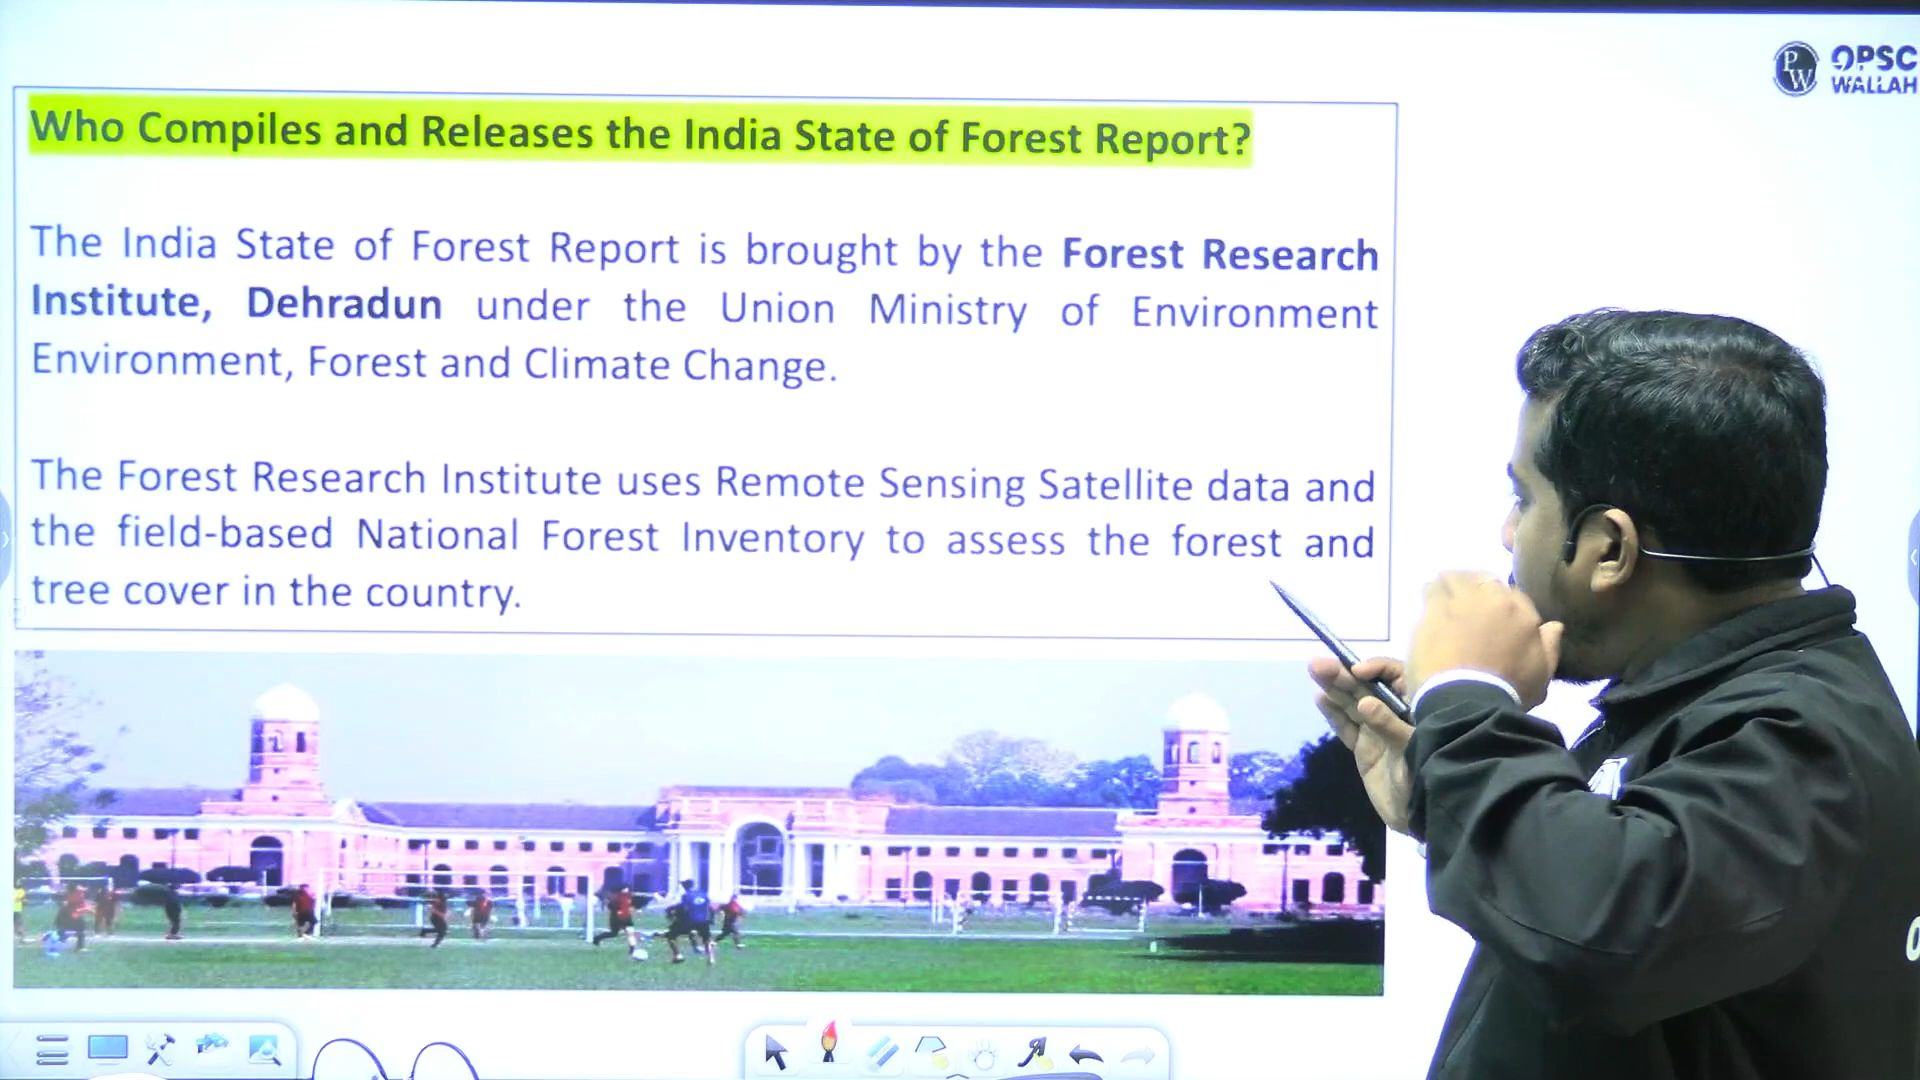 PW OPSC
WALLAH
Who Compiles and Releases the India State of Forest Report?
The India State of Forest Report is brought by the Forest Research
Institute, Dehradun under the Union Ministry of Environment
Environment, Forest and Climate Change.
The Forest Research Institute uses Remote Sensing Satellite data and
the field-based National Forest Inventory to assess the forest and
tree cover in the country.